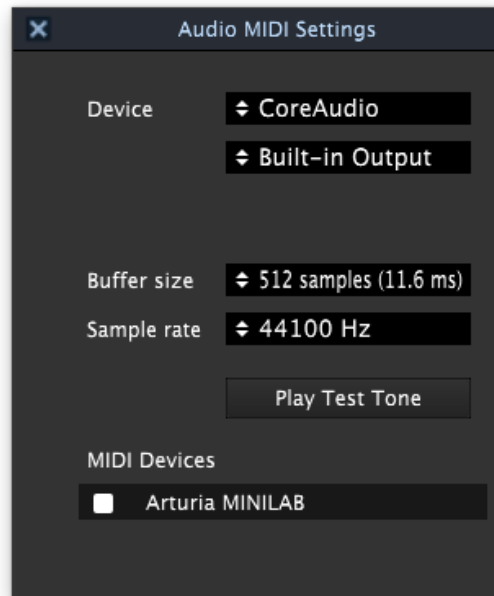 Audio MIDI Settings
Device
CoreAudio
Built-in Output
Buffer size
512 samples (11.6 ms)
Sample rate
44100 Hz
Play Test Tone
MIDI Devices
Arturia MINILAB